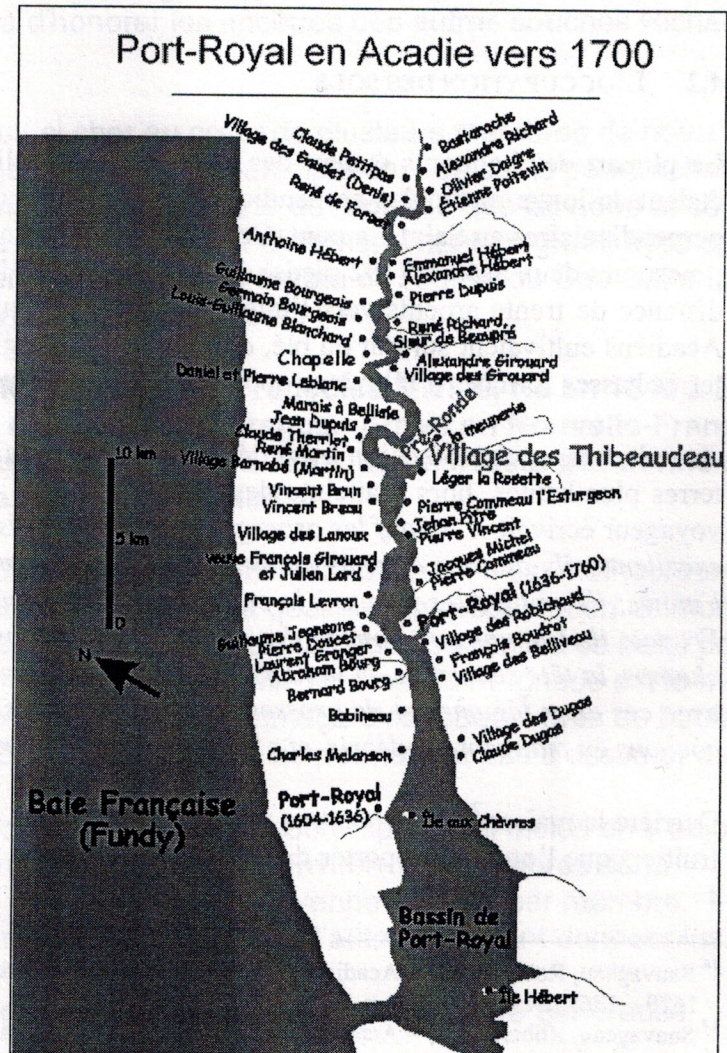 Port-Royal en Acadie vers 1700
Claude Petitpas
Village des Gaudet (Denis)
René de Foret
Bastarache
Alexandre Richard
Olivier Daigre
Étienne Poitevin
Anthoine Hébert
Emmanuel Hébert
Alexandre Hébert
Guillaume Bourgeois
Germain Bourgeois
Louis-Guillaume Blanchard
Pierre Dupuis
René Richard,
Sieur de Beaupré
Chapelle
Alexandre Girouard
Village des Girouard
Daniel et Pierre Leblanc
Marais à Bellisle
Jean Dupuis
Claude Therriot
René Martin
Village Barnabé (Martin)
Pré Ronde
la meunerie
Village des Thibeaudeau
Léger la Rosette
10 km
Vincent Brun
Vincent Breau
Pierre Commeau l'Esturgeon
Jehan Pitre
Pierre Vincent
Village des Lanoux
5 km
veuve François Girouard
et Julien Lord
Jacques Michel
Pierre Commeau
François Levron
Port-Royal (1636-1760)
0
Guillaume Jeansone
Pierre Doucet
Laurent Granger
Abraham Bourg
Bernard Bourg
Village des Robichaud
François Boudrot
Village des Belliveau
N
Babineau
Village des Dugas
Claude Dugas
Charles Melanson
Baie Française
(Fundy)
Port-Royal
(1604-1636)
Île aux Chèvres
Bassin de
Port-Royal
Île Hébert